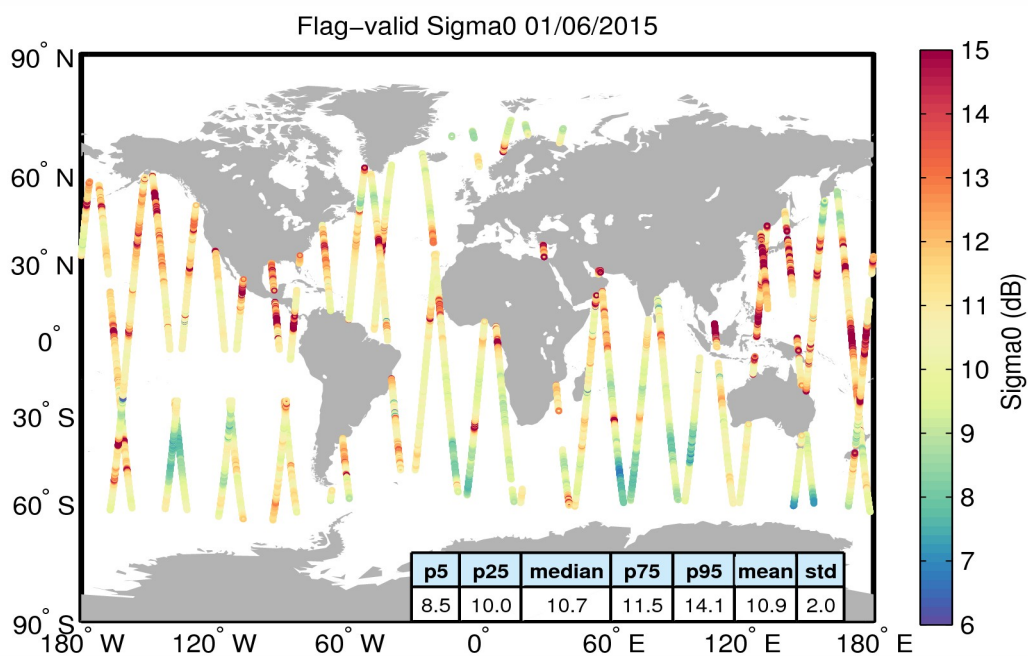 Flag−valid Sigma0 01/06/2015
90° N
60° N
30° N
0°
30° S
60° S
90° S
180° W
120° W
60° W
0°
60° E
120° E
180° E
p5 p25 median p75 p95 mean std
8.5 10.0 10.7 11.5 14.1 10.9 2.0
15
14
13
12
11
10
9
8
7
6
Sigma0 (dB)